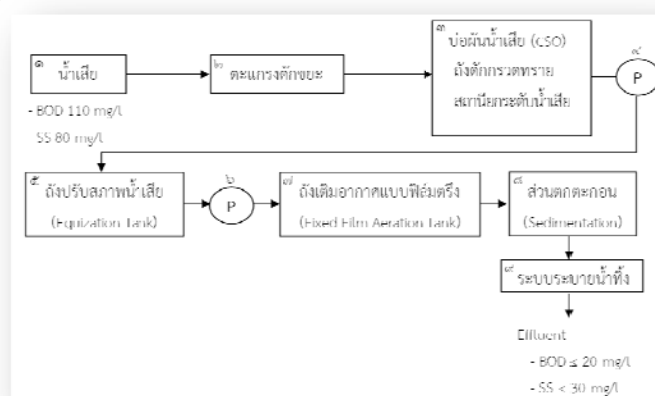 ๑
น้ำเสีย
- BOD 110 mg/l
SS 80 mg/l
๒
ตะแกรงดักขยะ
๓
บ่อผันน้ำเสีย (CSO)
ถังดักกรวดทราย
สถานียกระดับน้ำเสีย
๔
P
๕
ถังปรับสภาพน้ำเสีย
(Equization Tank)
๖
P
๗
ถังเติมอากาศแบบฟิล์มตรึง
(Fixed Film Aeration Tank)
๘
ส่วนตกตะกอน
(Sedimentation)
๙
ระบบระบายน้ำทิ้ง
Effluent
- BOD ≤ 20 mg/l
- SS < 30 mg/l